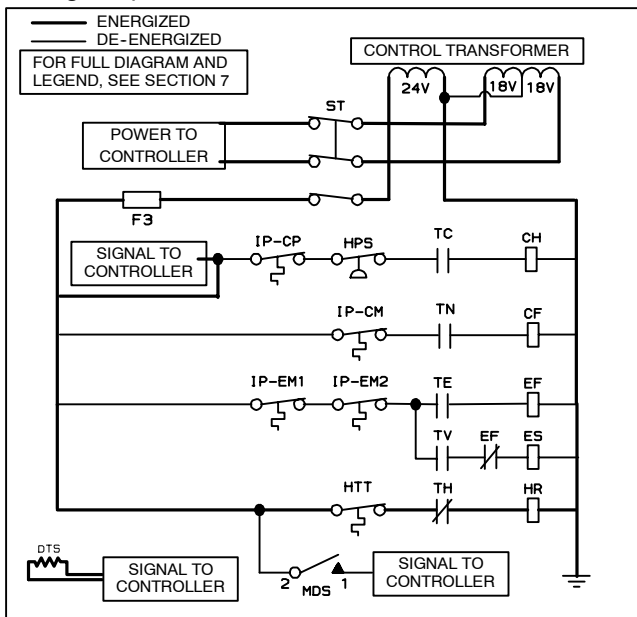 ENERGIZED
DE-ENERGIZED
FOR FULL DIAGRAM AND
LEGEND, SEE SECTION 7
CONTROL TRANSFORMER
24V
18V
18V
ST
POWER TO
CONTROLLER
F3
SIGNAL TO
CONTROLLER
IP-CP
HPS
TC
CH
IP-CM
TN
CF
IP-EM1
IP-EM2
TE
EF
TV
EF
ES
HTT
TH
HR
DTS
SIGNAL TO
CONTROLLER
2
MDS
1
SIGNAL TO
CONTROLLER